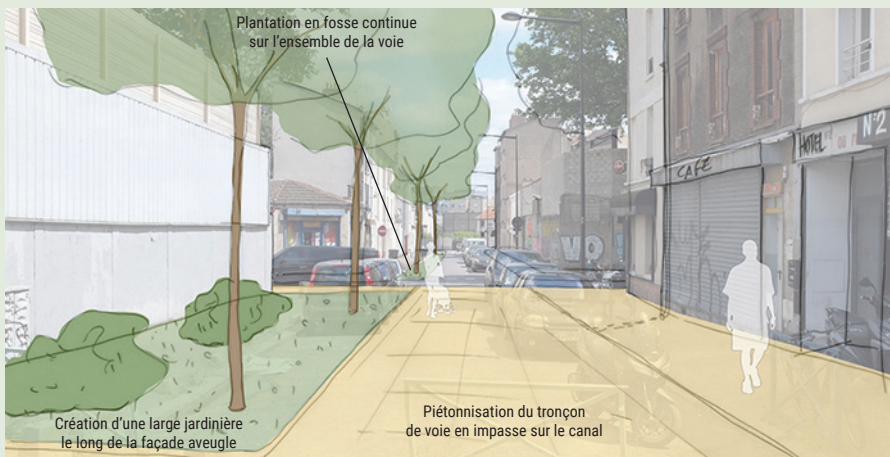 Plantation en fosse continue
sur l'ensemble de la voie
CAFE
HOTEL
N°2
Création d'une large jardinière
le long de la façade aveugle
Piétonnisation du tronçon
de voie en impasse sur le canal